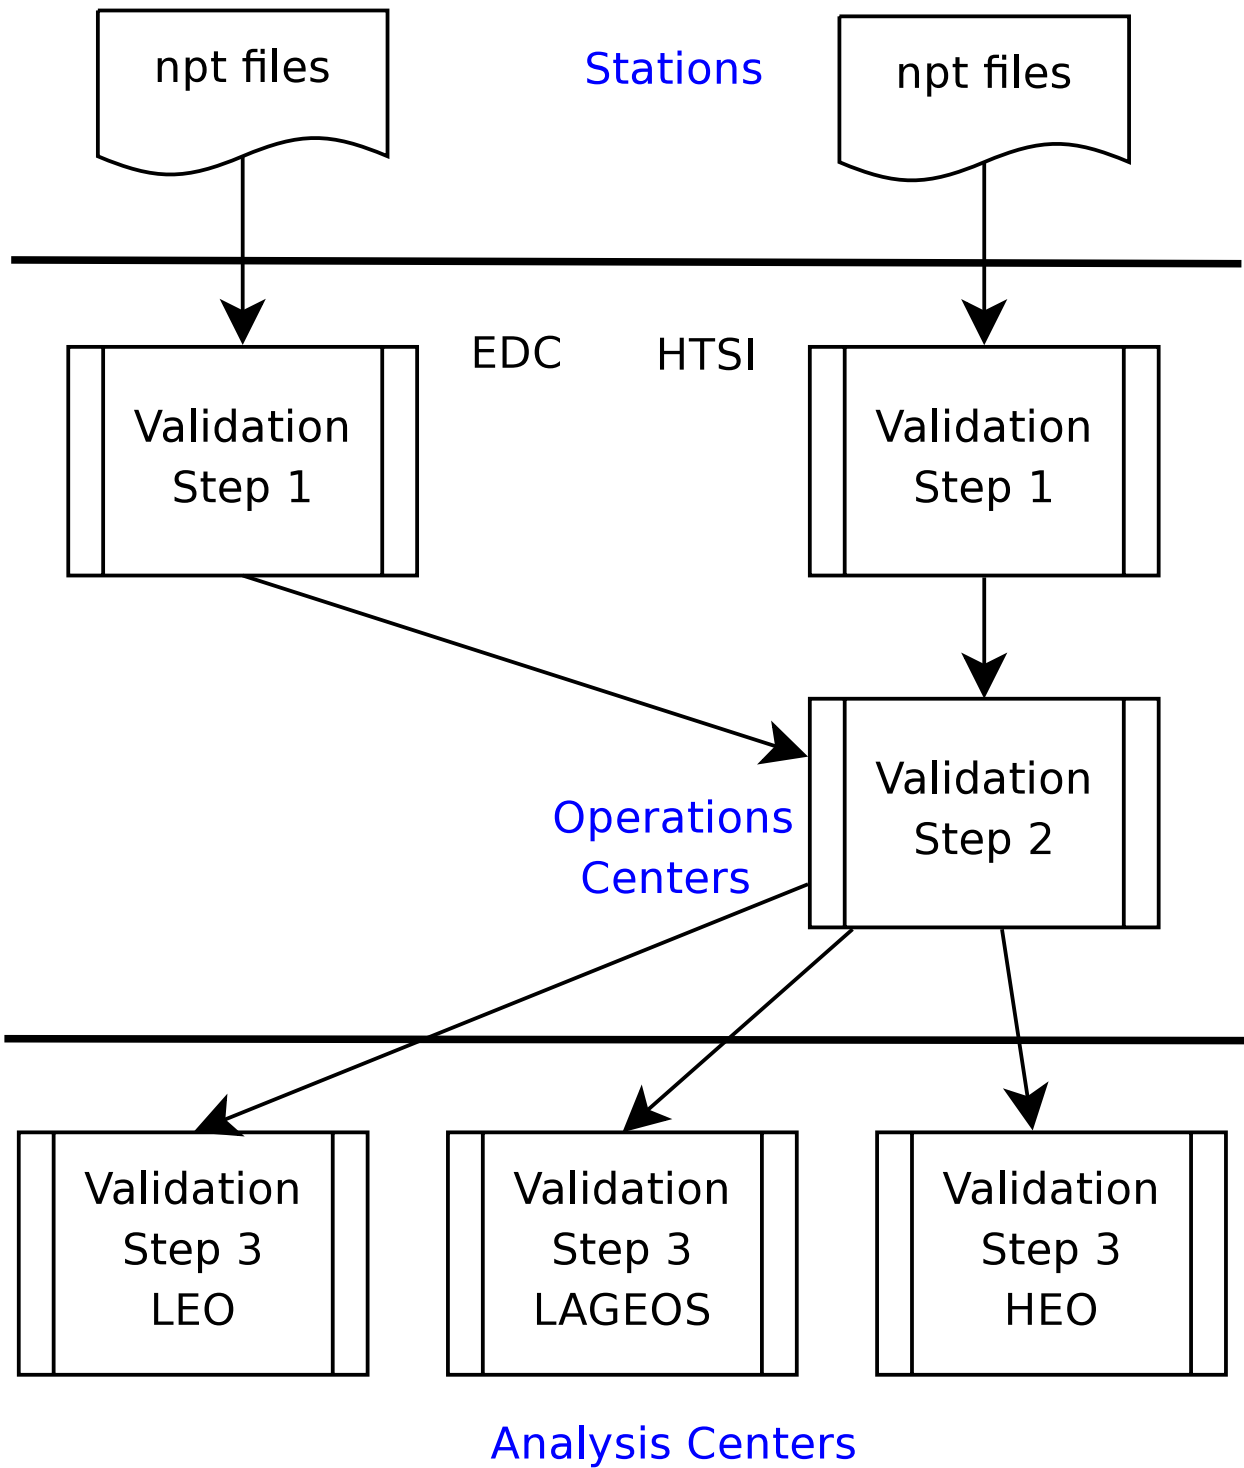 npt files
Stations
npt files
EDC
HTSI
Validation
Step 1
Validation
Step 1
Validation
Step 2
Operations
Centers
Validation
Step 3
LEO
Validation
Step 3
LAGEOS
Validation
Step 3
HEO
Analysis Centers